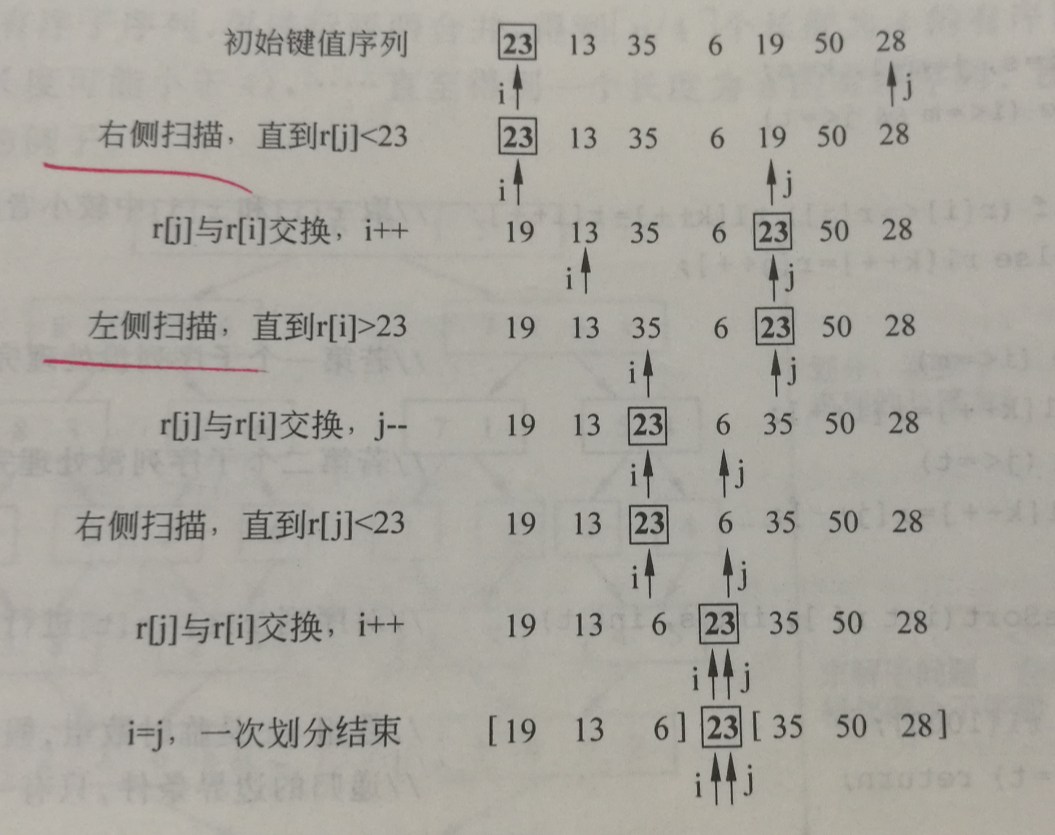 初始键值序列 23 13 35 6 19 50 28
i j
右侧扫描，直到r[j]<23 23 13 35 6 19 50 28
i j
r[j]与r[i]交换，i++ 19 13 35 6 23 50 28
i j
左侧扫描，直到r[i]>23 19 13 35 6 23 50 28
i j
r[j]与r[i]交换，j-- 19 13 23 6 35 50 28
i j
右侧扫描，直到r[j]<23 19 13 23 6 35 50 28
i j
r[j]与r[i]交换，i++ 19 13 6 23 35 50 28
i j
i=j，一次划分结束 [19 13 6] 23 [35 50 28]
i j